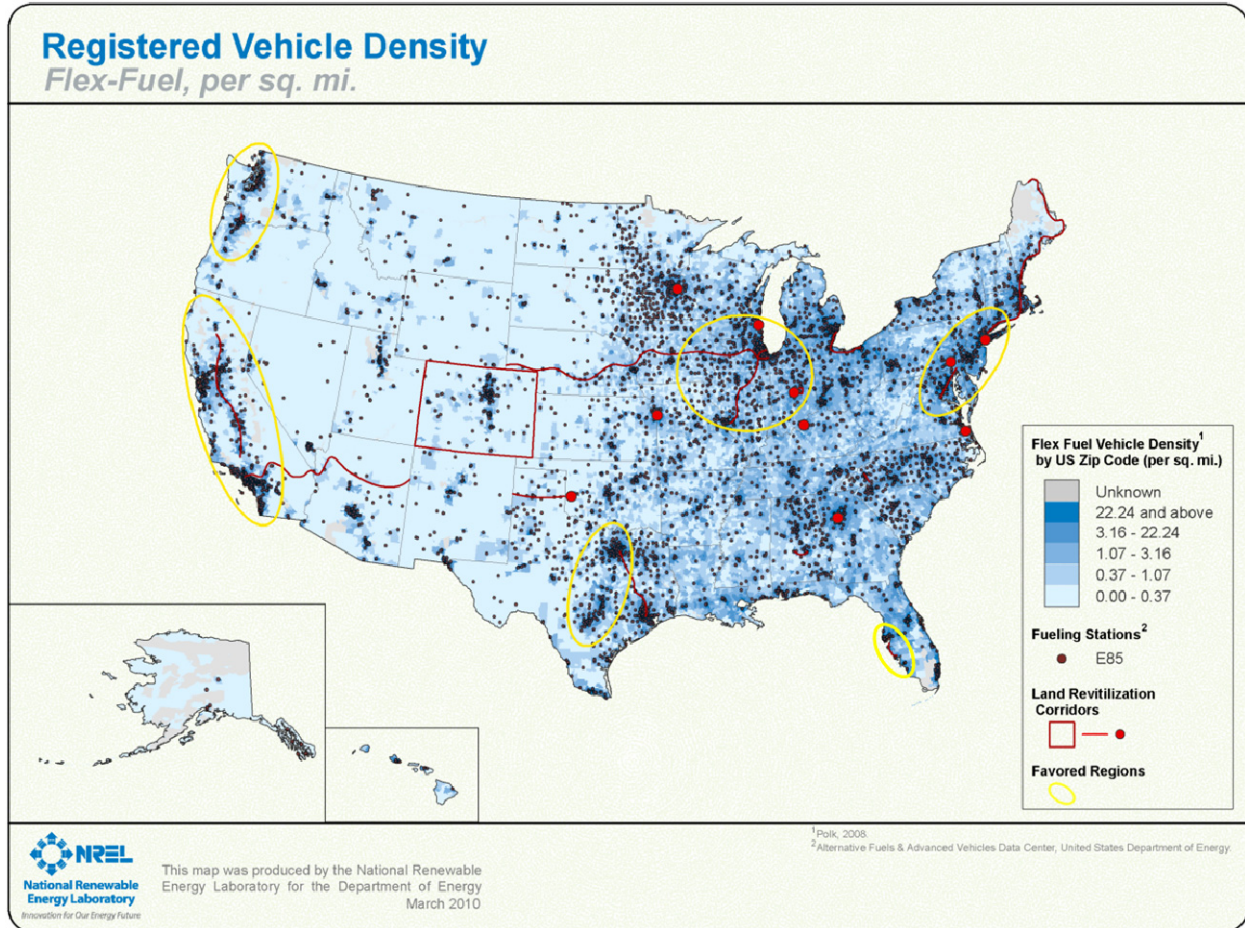 Registered Vehicle Density
Flex-Fuel, per sq. mi.
Flex Fuel Vehicle Density1
by US Zip Code (per sq. mi.)
Unknown
22.24 and above
3.16 - 22.24
1.07 - 3.16
0.37 - 1.07
0.00 - 0.37
Fueling Stations2
E85
Land Revitilization
Corridors
Favored Regions
1Polk, 2008.
2Alternative Fuels & Advanced Vehicles Data Center, United States Department of Energy.
NREL
National Renewable
Energy Laboratory
Innovation for Our Energy Future
This map was produced by the National Renewable
Energy Laboratory for the Department of Energy
March 2010